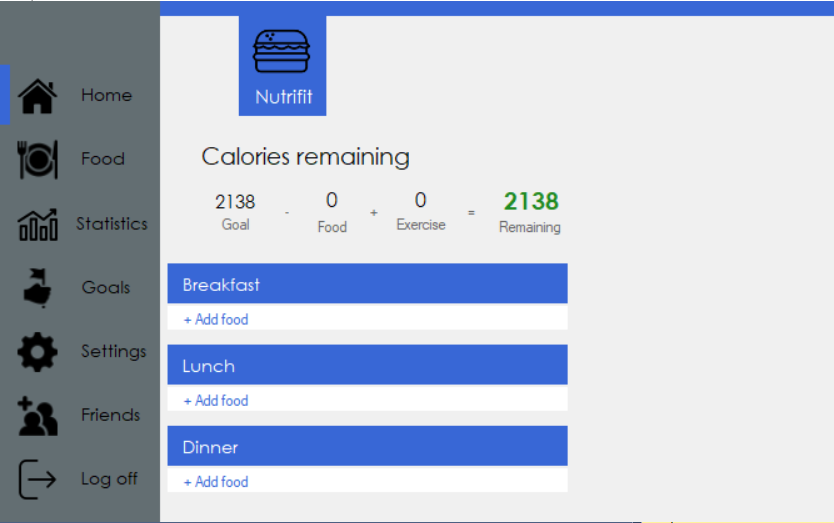 Nutrifit
Home
Food
Statistics
Goals
Settings
Friends
Log off
Calories remaining
2138 - 0 + 0 = 2138
Goal Food Exercise Remaining
Breakfast
+ Add food
Lunch
+ Add food
Dinner
+ Add food